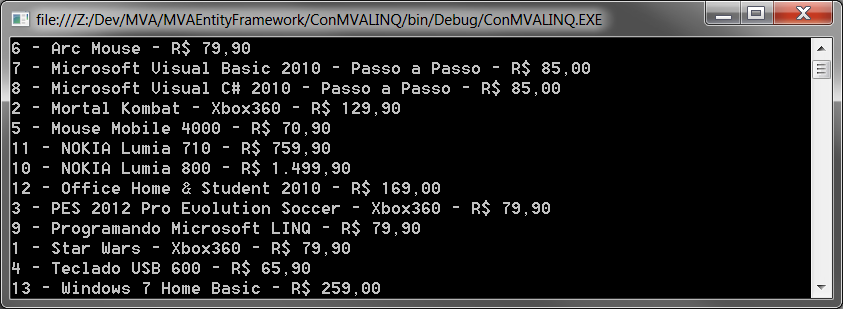 file:///Z:/Dev/MVA/MVAEntityFramework/ConMVALINQ/bin/Debug/ConMVALINQ.EXE
6 - Arc Mouse - R$ 79,90
7 - Microsoft Visual Basic 2010 - Passo a Passo - R$ 85,00
8 - Microsoft Visual C# 2010 - Passo a Passo - R$ 85,00
2 - Mortal Kombat - Xbox360 - R$ 129,90
5 - Mouse Mobile 4000 - R$ 70,90
11 - NOKIA Lumia 710 - R$ 759,90
10 - NOKIA Lumia 800 - R$ 1.499,90
12 - Office Home & Student 2010 - R$ 169,00
3 - PES 2012 Pro Evolution Soccer - Xbox360 - R$ 79,90
9 - Programando Microsoft LINQ - R$ 79,90
1 - Star Wars - Xbox360 - R$ 79,90
4 - Teclado USB 600 - R$ 65,90
13 - Windows 7 Home Basic - R$ 259,00